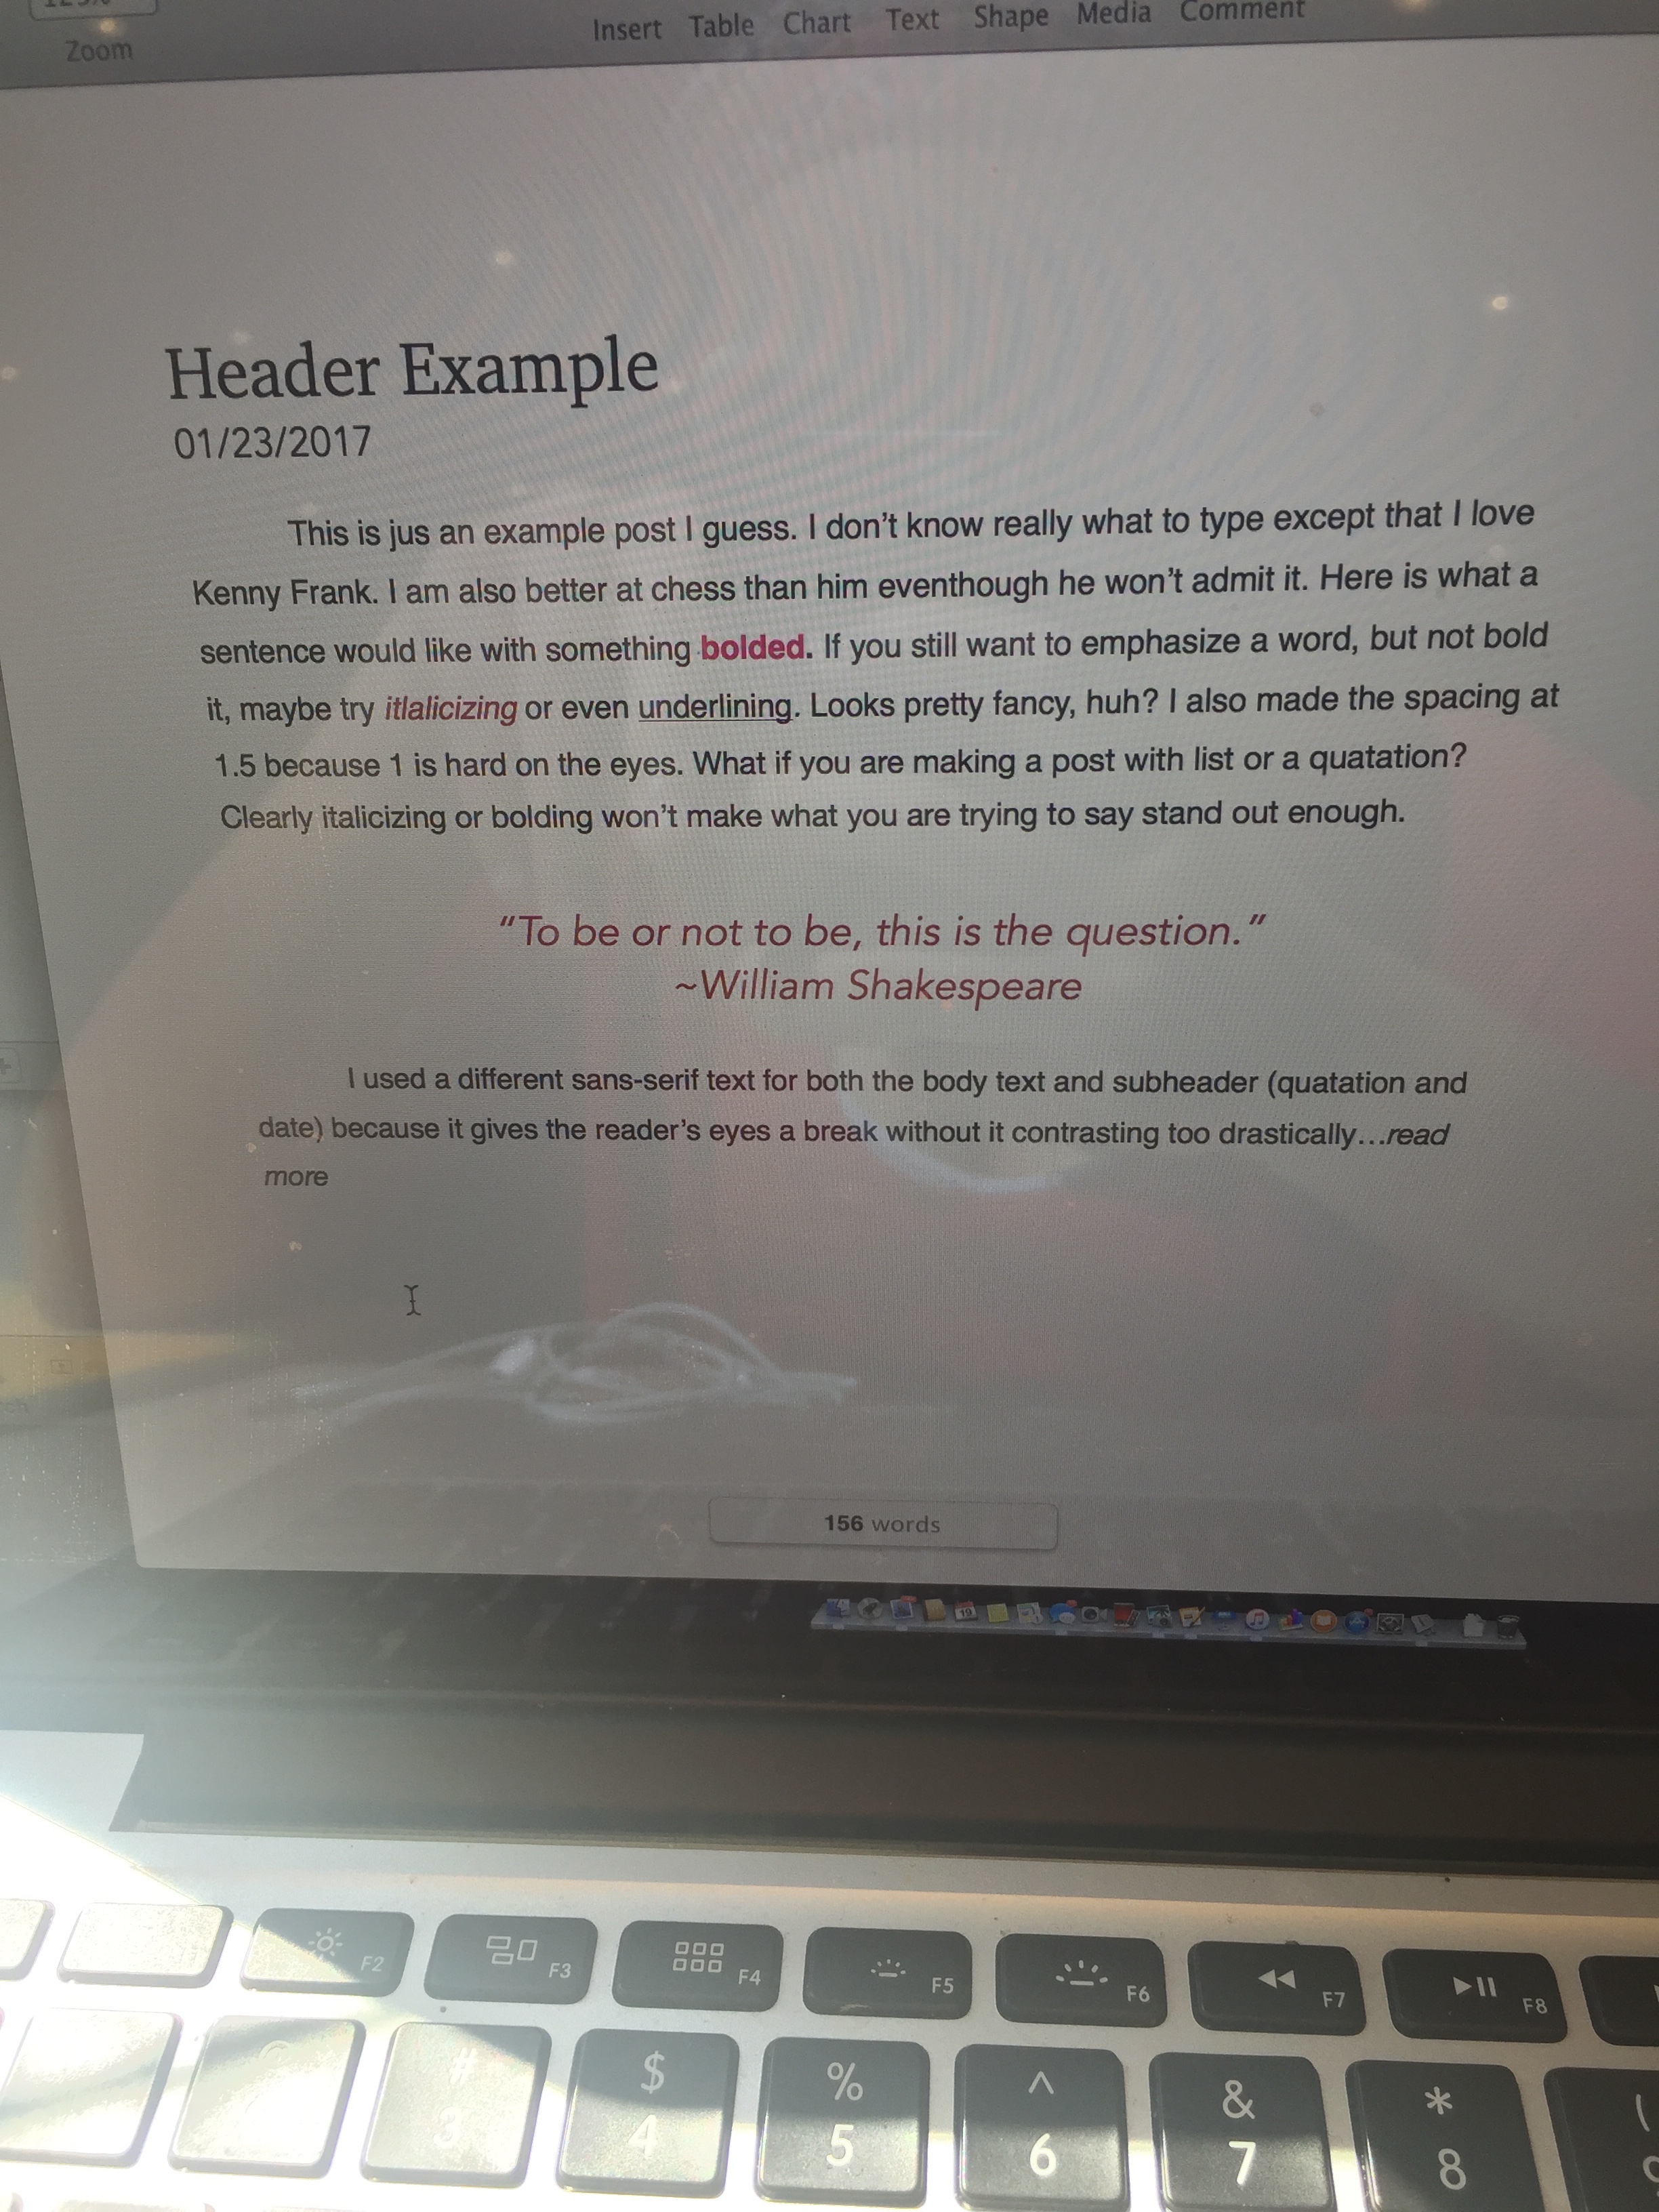 Zoom
Insert Table Chart Text Shape Media Comment
Header Example
01/23/2017
This is jus an example post I guess. I don't know really what to type except that I love
Kenny Frank. I am also better at chess than him eventhough he won't admit it. Here is what a
sentence would like with something bolded. If you still want to emphasize a word, but not bold
it, maybe try itlalicizing or even underlining. Looks pretty fancy, huh? I also made the spacing at
1.5 because 1 is hard on the eyes. What if you are making a post with list or a quatation?
Clearly italicizing or bolding won't make what you are trying to say stand out enough.
"To be or not to be, this is the question."
~William Shakespeare
I used a different sans-serif text for both the body text and subheader (quatation and
date) because it gives the reader's eyes a break without it contrasting too drastically...read
more
156 words
19
F2 F3 F4 F5 F6 F7 F8
# $ % ^ & * (
3 4 5 6 7 8